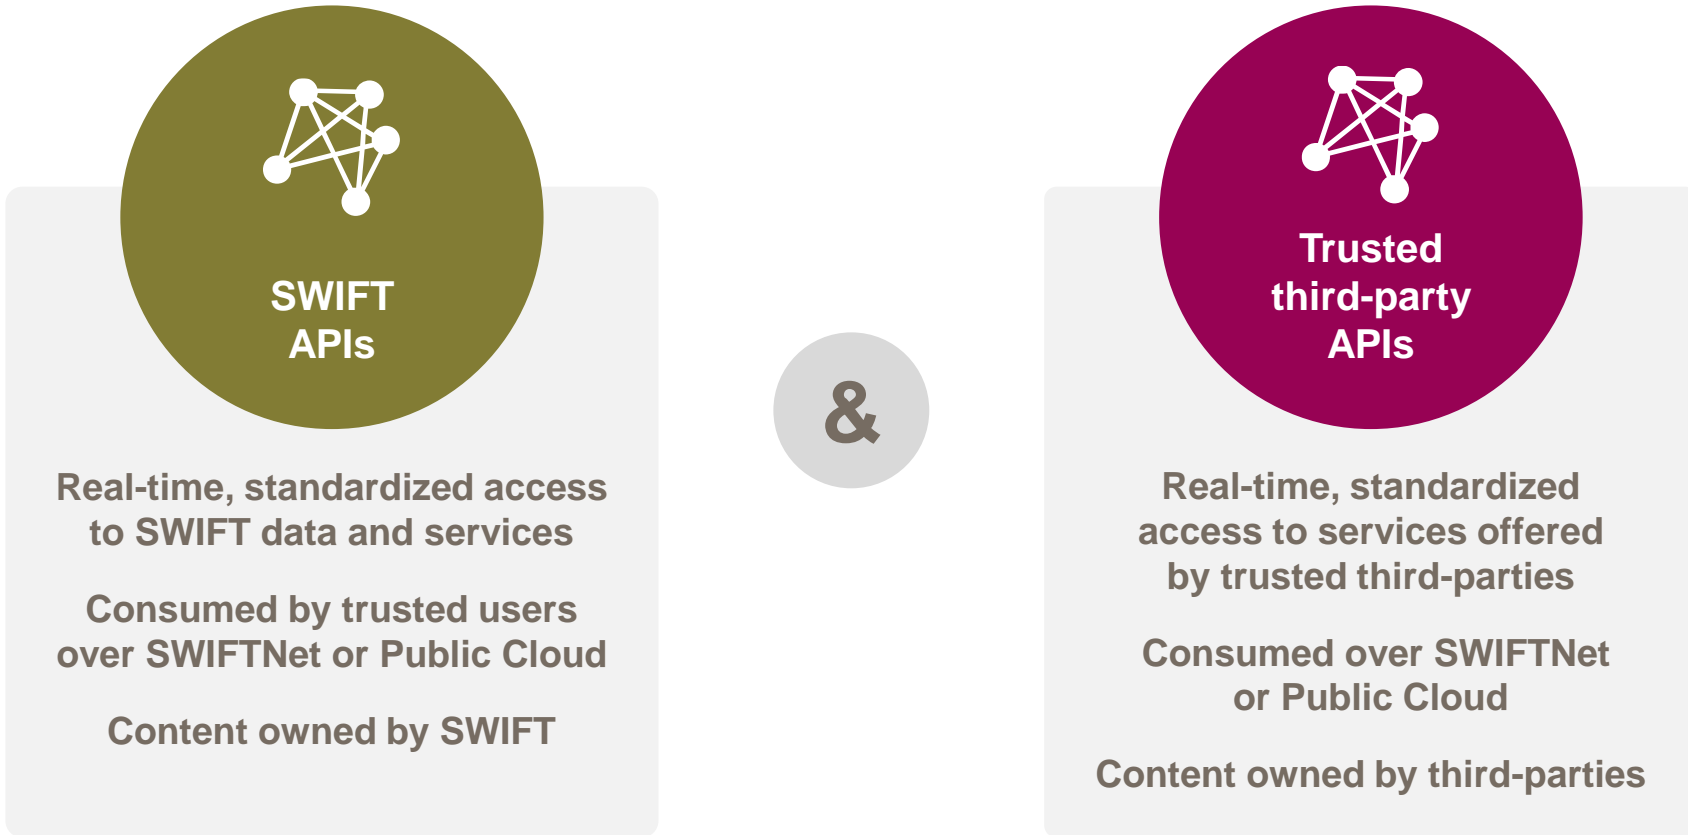 SWIFT
APIs
Real-time, standardized access
to SWIFT data and services
Consumed by trusted users
over SWIFTNet or Public Cloud
Content owned by SWIFT
&
Trusted
third-party
APIs
Real-time, standardized
access to services offered
by trusted third-parties
Consumed over SWIFTNet
or Public Cloud
Content owned by third-parties